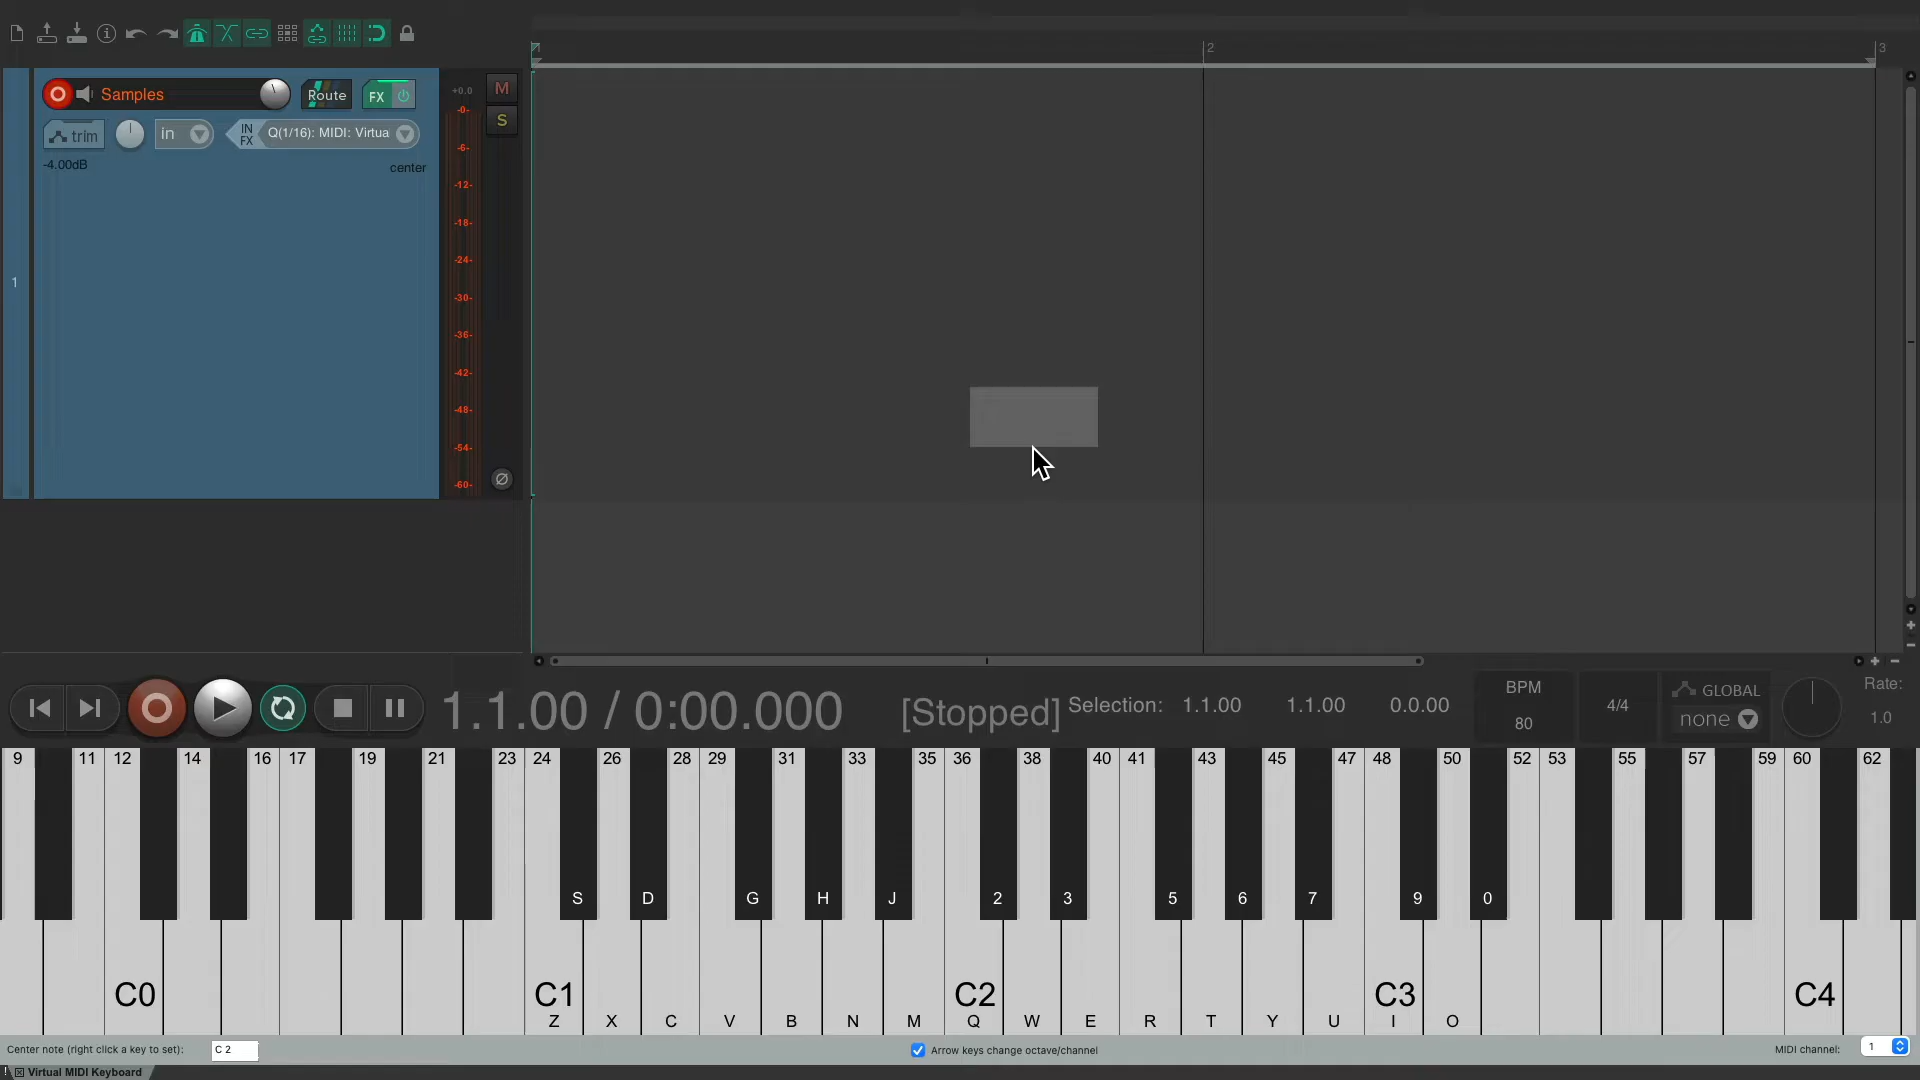 1 2 3
Samples Route FX
trim in IN FX Q(1/16): MIDI: Virtua
-4.00dB center
+0.0 M
-0- S
-6-
-12-
-18-
-24-
1
-30-
-36-
-42-
-48-
-54-
-60-
1.1.00 / 0:00.000 [Stopped] Selection: 1.1.00 1.1.00 0.0.00
BPM
80
4/4
GLOBAL
none
Rate:
1.0
9 11 12 14 16 17 19 21 23 24 26 28 29 31 33 35 36 38 40 41 43 45 47 48 50 52 53 55 57 59 60 62
S D G H J 2 3 5 6 7 9 0
C0 C1 C2 C3 C4
Z X C V B N M Q W E R T Y U I O
Center note (right click a key to set): C 2 Arrow keys change octave/channel MIDI channel: 1
! Virtual MIDI Keyboard